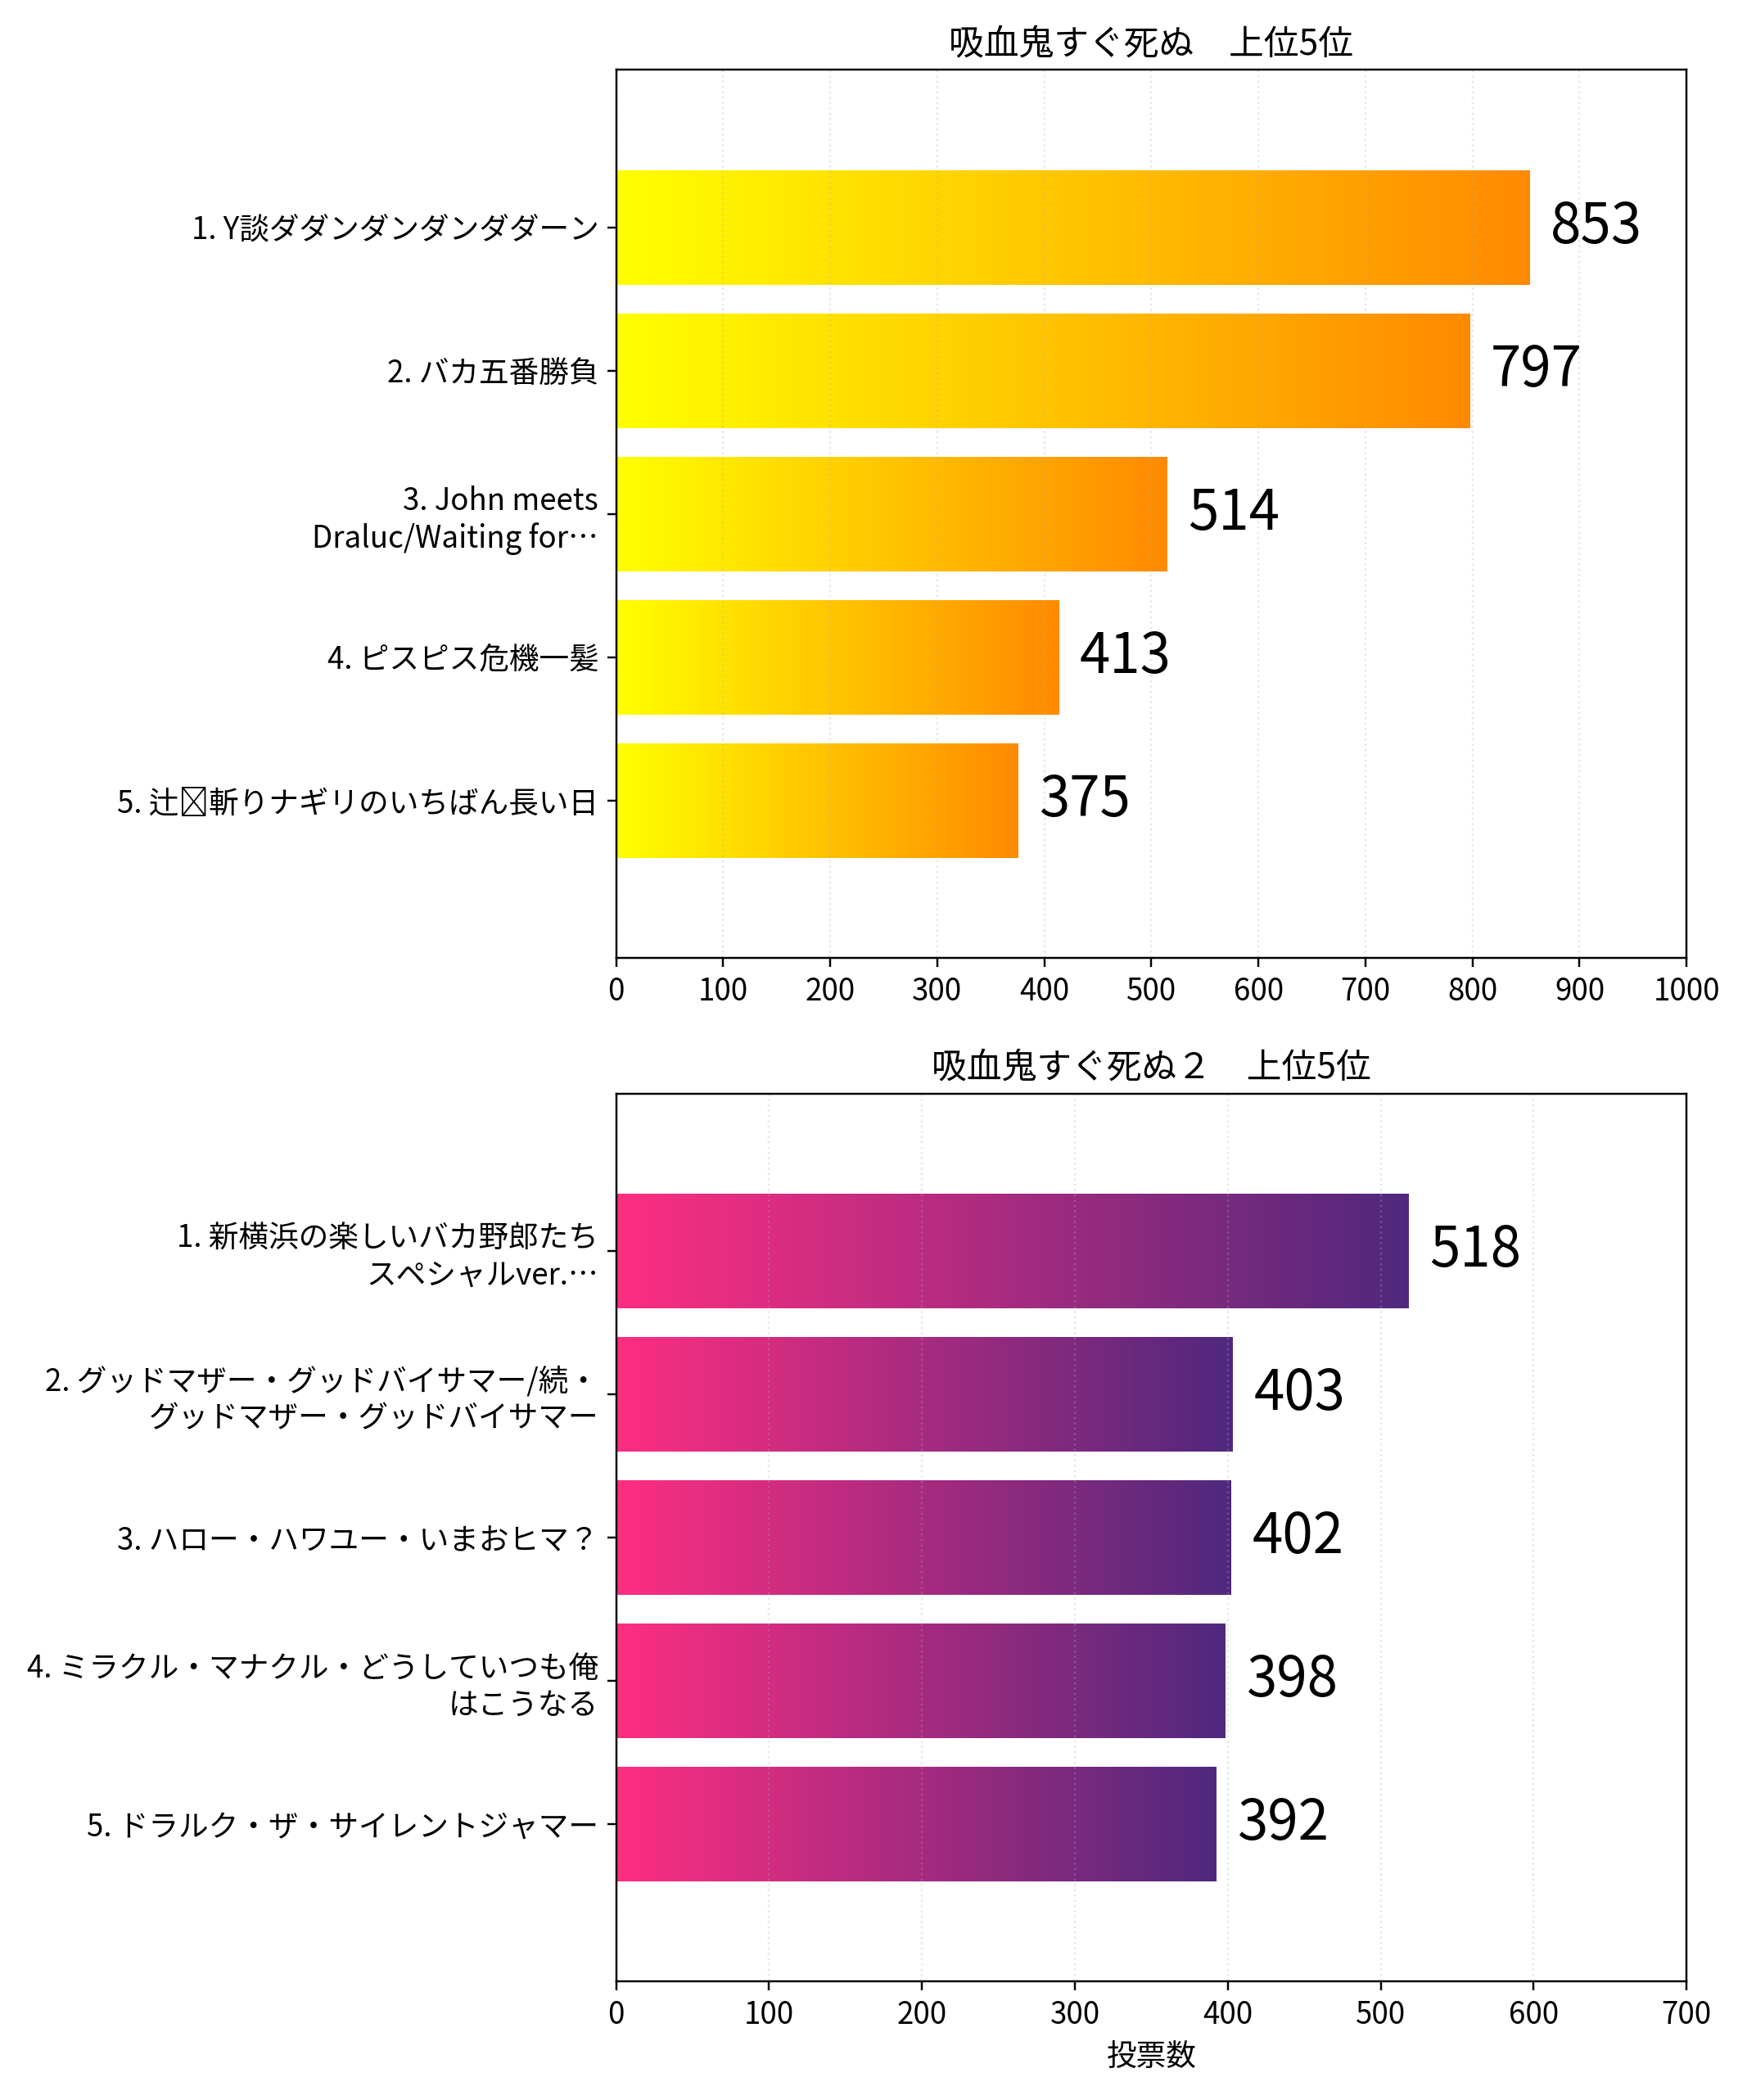 吸血鬼すぐ死ぬ　上位5位
1. Y談ダダンダンダンダダーン
853
2. バカ五番勝負
797
3. John meets
Draluc/Waiting for…
514
4. ピスピス危機一髪
413
5. 辻斬りナギリのいちばん長い日
375
0 100 200 300 400 500 600 700 800 900 1000
吸血鬼すぐ死ぬ２　上位5位
1. 新横浜の楽しいバカ野郎たち
スペシャルver.…
518
2. グッドマザー・グッドバイサマー/続・
グッドマザー・グッドバイサマー
403
3. ハロー・ハワユー・いまおヒマ？
402
4. ミラクル・マナクル・どうしていつも俺
はこうなる
398
5. ドラルク・ザ・サイレントジャマー
392
0 100 200 300 400 500 600 700
投票数